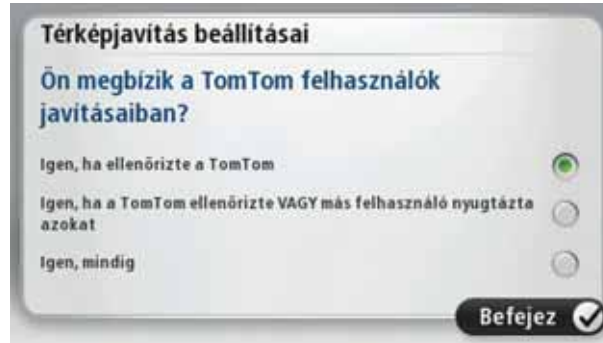 Térképjavítás beállításai
Ön megbízik a TomTom felhasználók
javításaiban?
Igen, ha ellenőrizte a TomTom
Igen, ha a TomTom ellenőrizte VAGY más felhasználó nyugtázta
azokat
Igen, mindig
Befejez